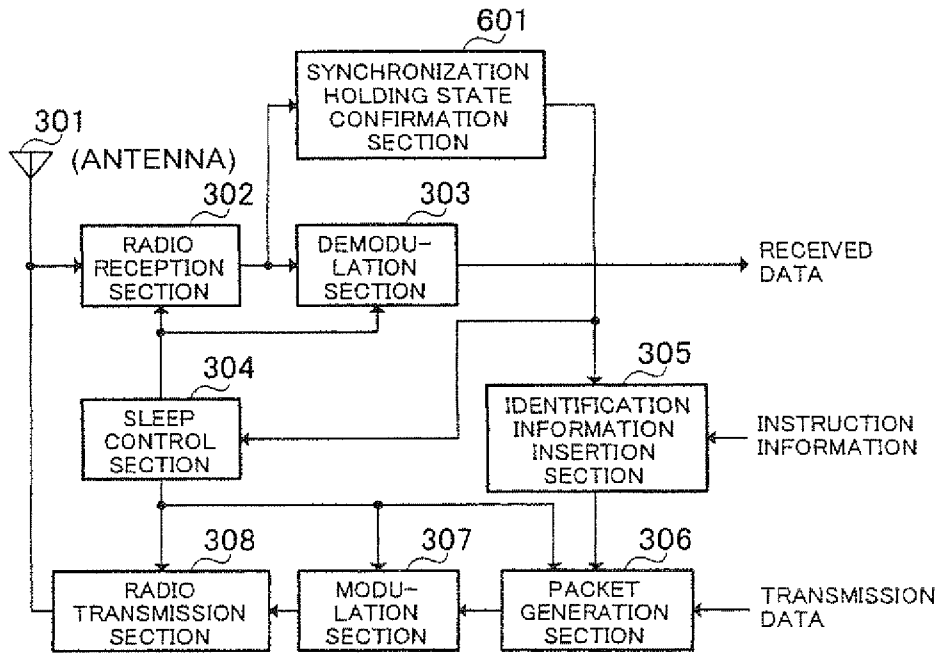 601
SYNCHRONIZATION
HOLDING STATE
CONFIRMATION
SECTION
301
(ANTENNA)
302
RADIO
RECEPTION
SECTION
303
DEMODU-
LATION
SECTION
RECEIVED
DATA
304
SLEEP
CONTROL
SECTION
305
IDENTIFICATION
INFORMATION
INSERTION
SECTION
INSTRUCTION
INFORMATION
308
RADIO
TRANSMISSION
SECTION
307
MODU-
LATION
SECTION
306
PACKET
GENERATION
SECTION
TRANSMISSION
DATA